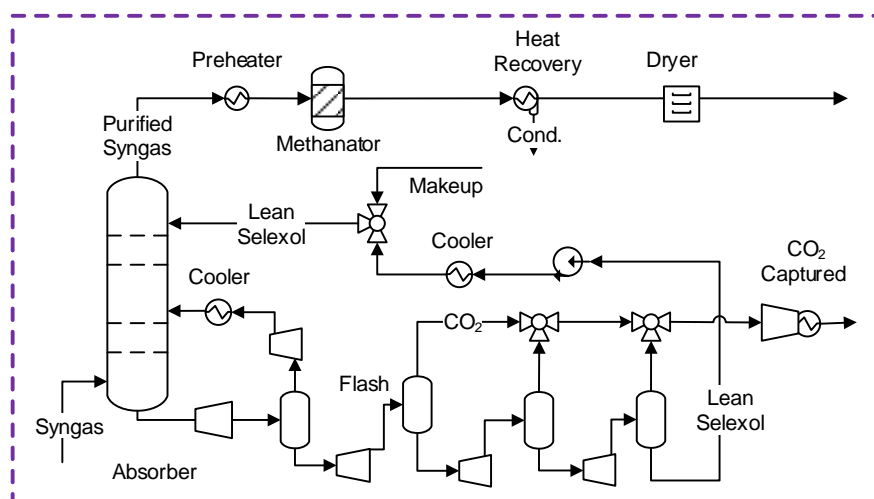 Heat
Recovery
Preheater
Dryer
Purified
Syngas
Methanator
Cond.
Makeup
Lean
Selexol
Cooler
CO₂
Captured
Cooler
CO₂
Flash
Lean
Selexol
Syngas
Absorber